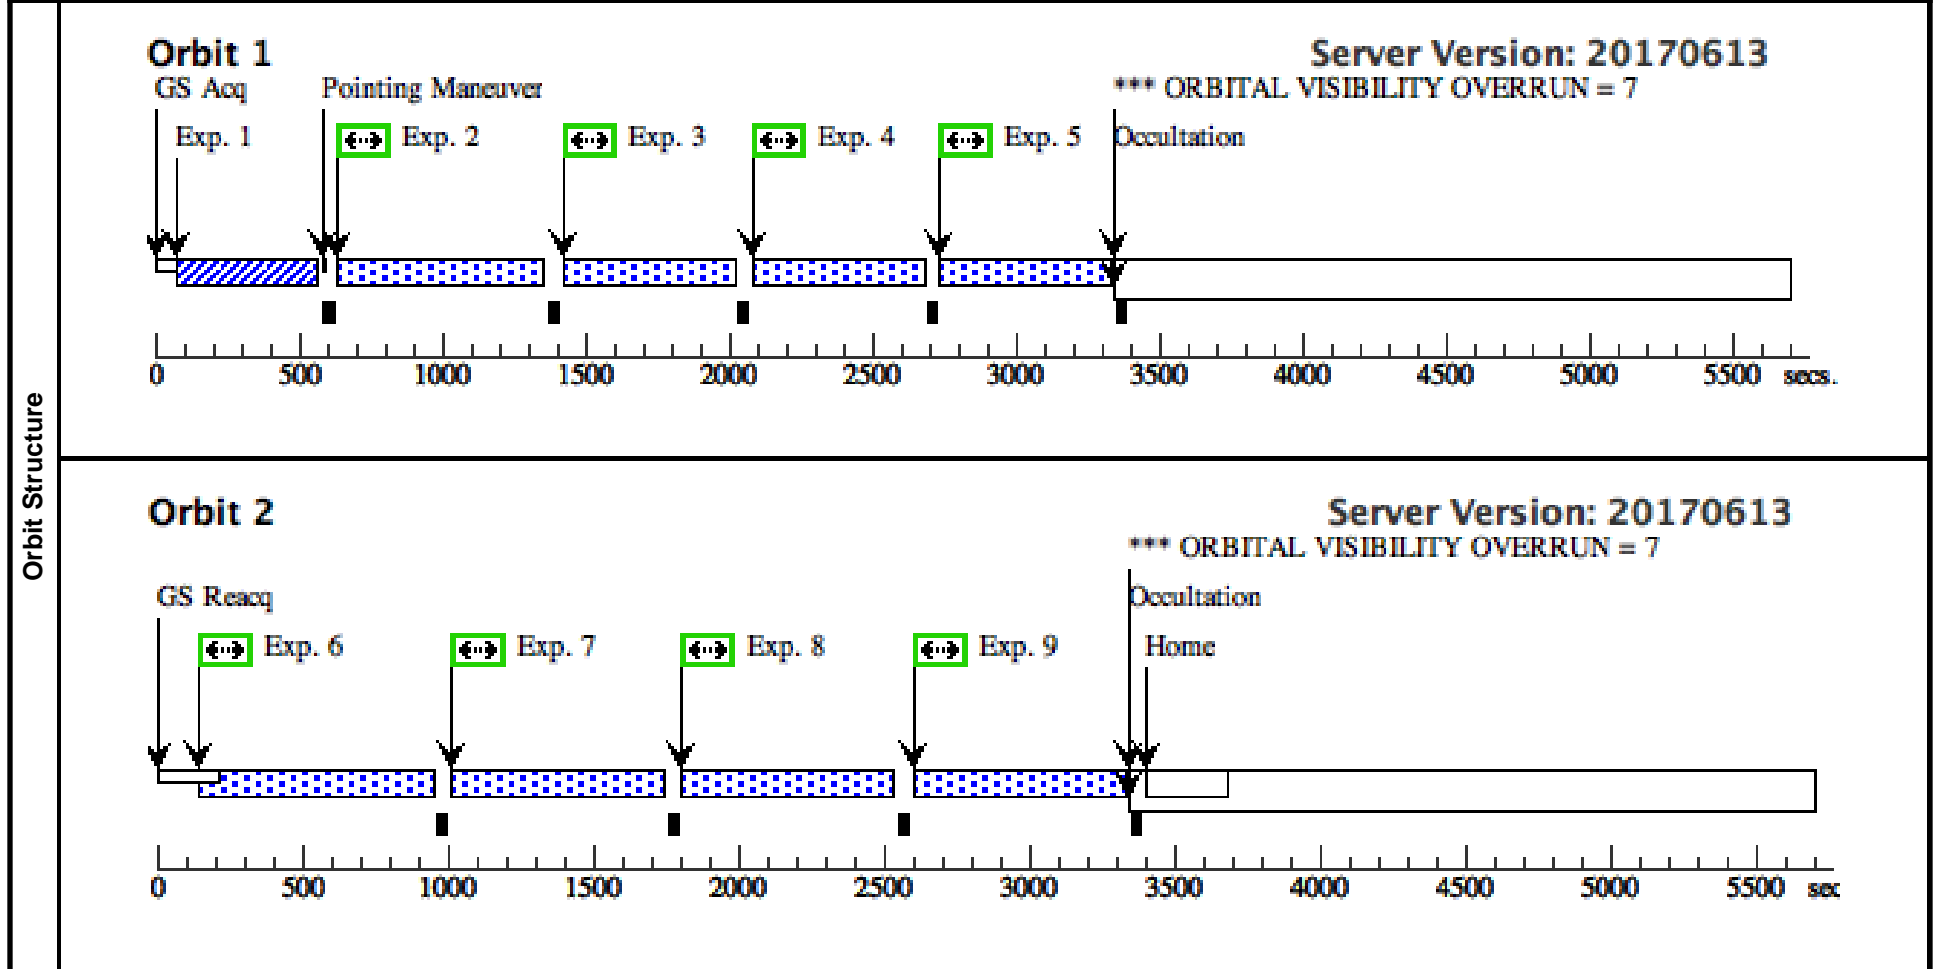 Orbit Structure
Orbit 1
Server Version: 20170613
GS Acq
Pointing Maneuver
*** ORBITAL VISIBILITY OVERRUN = 7
Exp. 1
Exp. 2
Exp. 3
Exp. 4
Exp. 5
Occultation
0 500 1000 1500 2000 2500 3000 3500 4000 4500 5000 5500 secs.
Orbit 2
Server Version: 20170613
*** ORBITAL VISIBILITY OVERRUN = 7
GS Reacq
Occultation
Exp. 6
Exp. 7
Exp. 8
Exp. 9
Home
0 500 1000 1500 2000 2500 3000 3500 4000 4500 5000 5500 sec